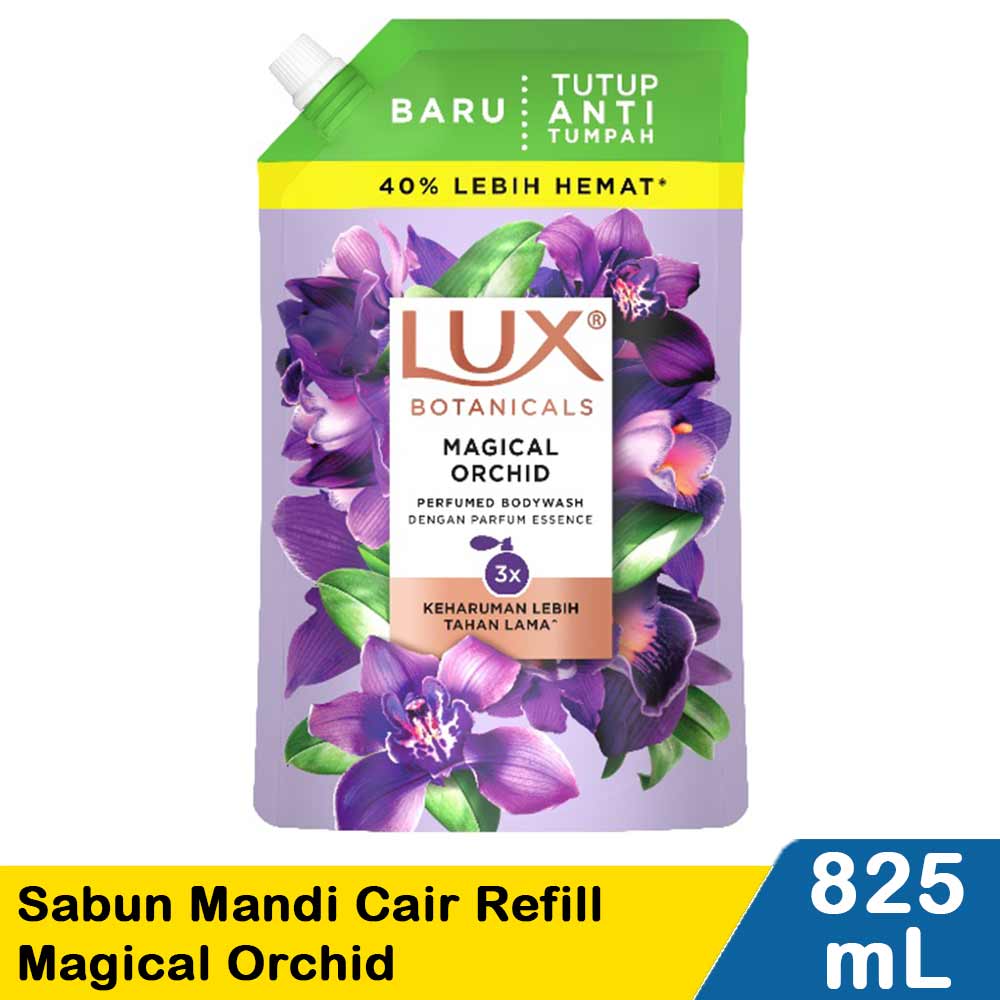 BARU
TUTUP
ANTI
TUMPAH
40% LEBIH HEMAT*
LUX®
BOTANICALS
MAGICAL
ORCHID
PERFUMED BODYWASH
DENGAN PARFUM ESSENCE
3x
KEHARUMAN LEBIH
TAHAN LAMA^
Sabun Mandi Cair Refill
Magical Orchid
825
mL